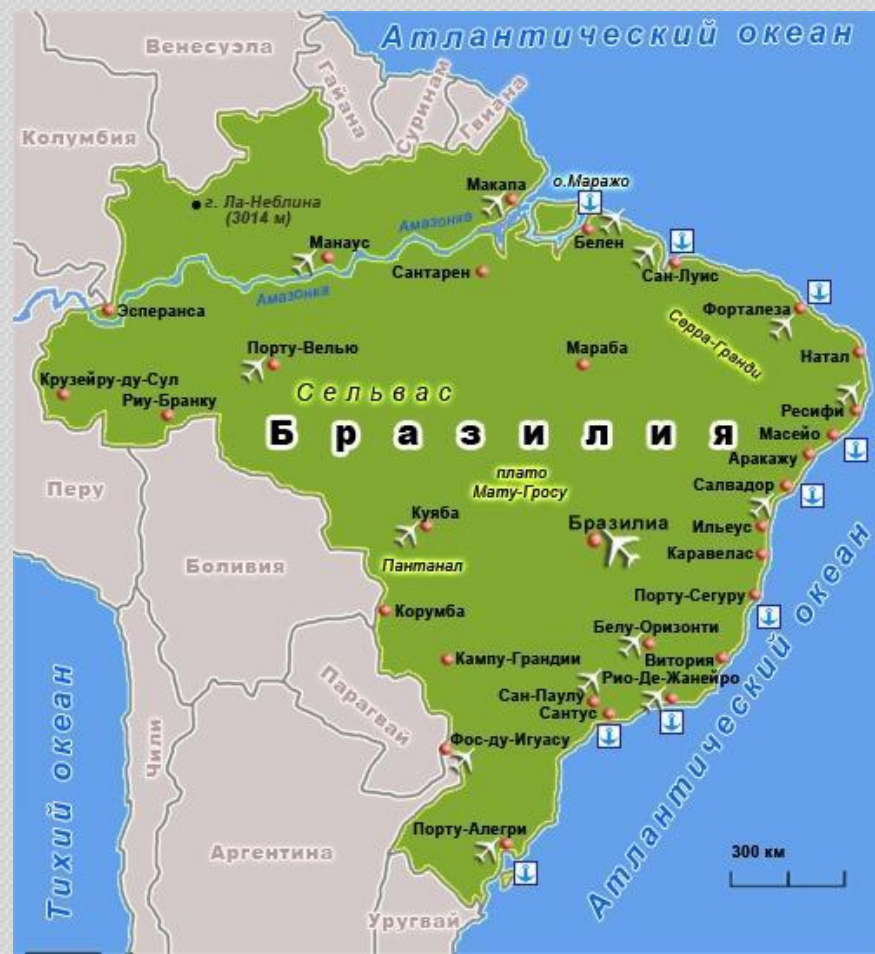 Атлантический океан
Венесуэла
Гайана
Суринам
Гвиана
Колумбия
г. Ла-Неблина
(3014 м)
Макапа
о.Маражо
Амазонка
Манаус
Белен
Сантарен
Сан-Луис
Амазонка
Эсперанса
Форталеза
Серра-Гранди
Порту-Велью
Мараба
Натал
Крузейру-ду-Сул
Сельвас
Риу-Бранку
Ресифи
Бразилия
Масейо
Аракажу
Перу
плато
Мату-Гросу
Салвадор
Куяба
Бразилиа
Ильеус
Каравелас
Боливия
Пантанал
Порту-Сегуру
Корумба
Белу-Оризонти
Кампу-Грандии
Витория
Рио-Де-Жанейро
Парагвай
Сан-Паулу
Сантус
Чили
Фос-ду-Игуасу
Тихий океан
Атлантический океан
Порту-Алегри
Аргентина
300 км
Уругвай